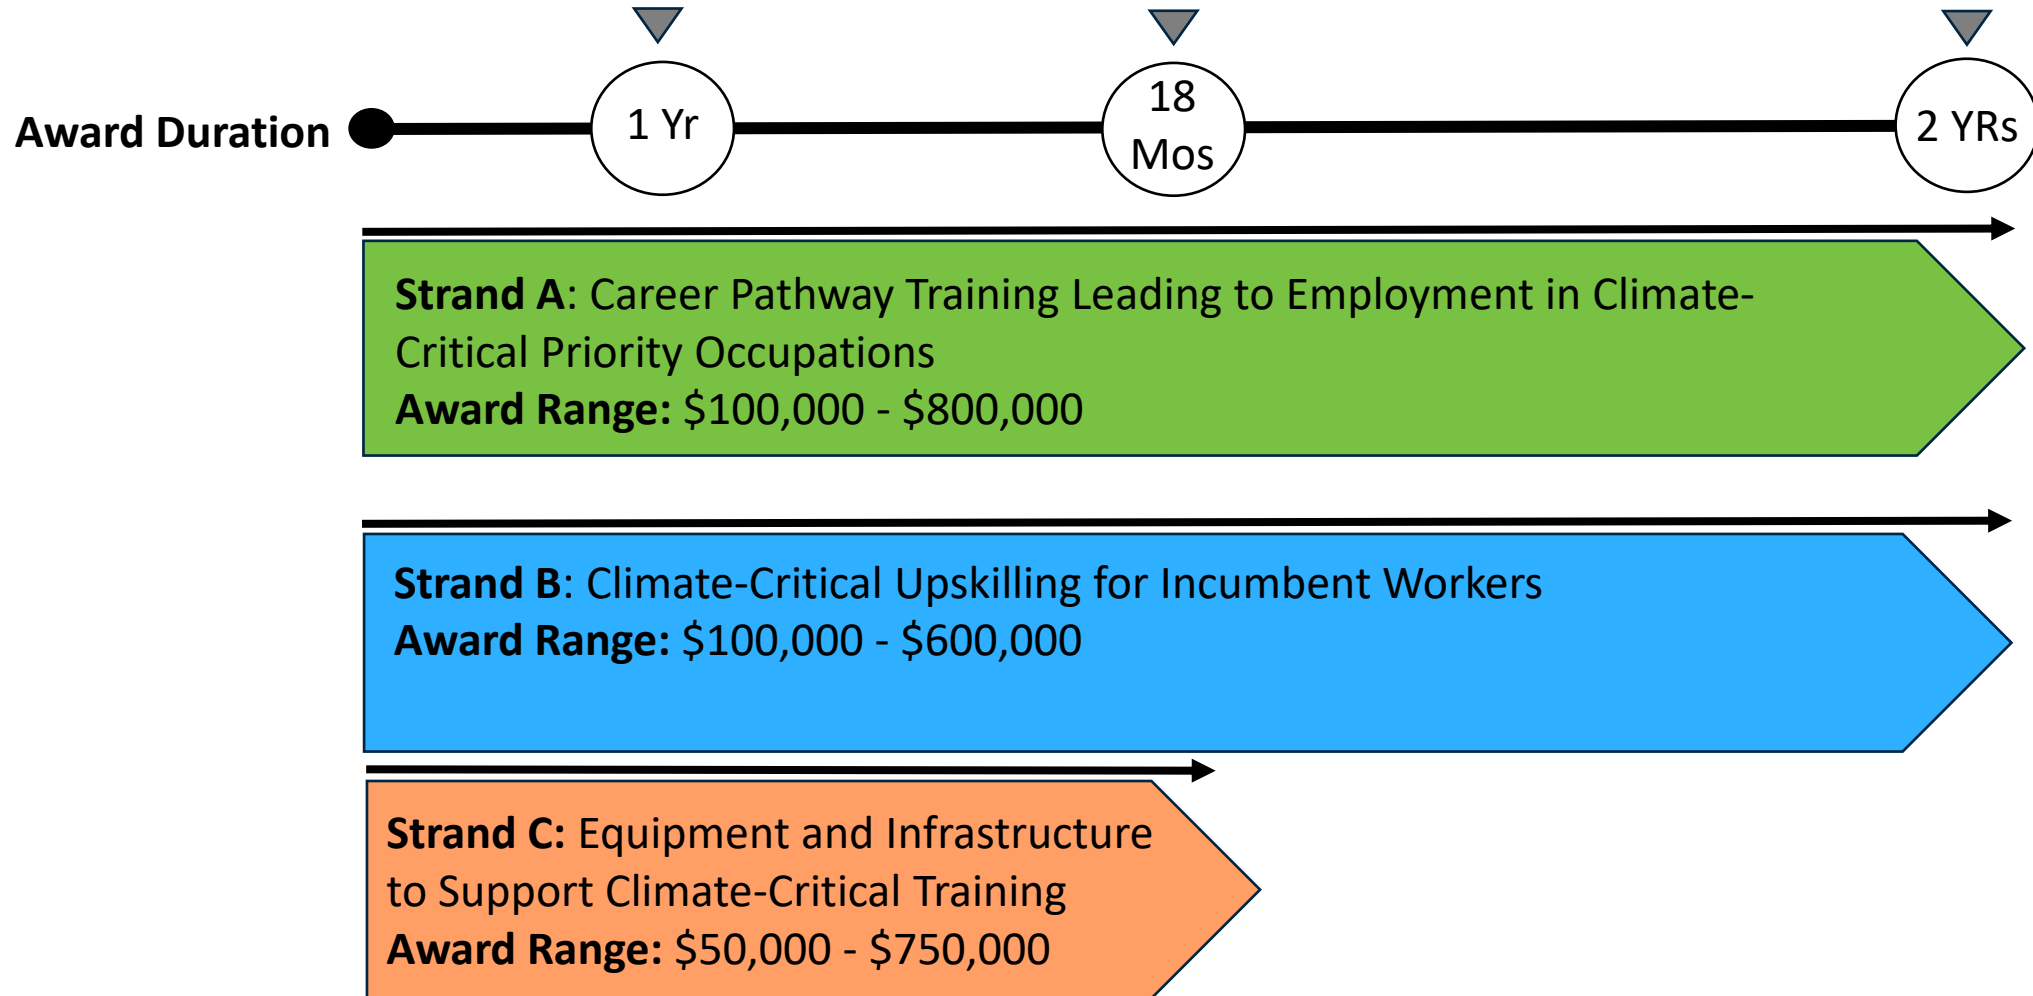 Award Duration
1 Yr
18
Mos
2 YRs
Strand A: Career Pathway Training Leading to Employment in Climate-
Critical Priority Occupations
Award Range: $100,000 - $800,000
Strand B: Climate-Critical Upskilling for Incumbent Workers
Award Range: $100,000 - $600,000
Strand C: Equipment and Infrastructure
to Support Climate-Critical Training
Award Range: $50,000 - $750,000